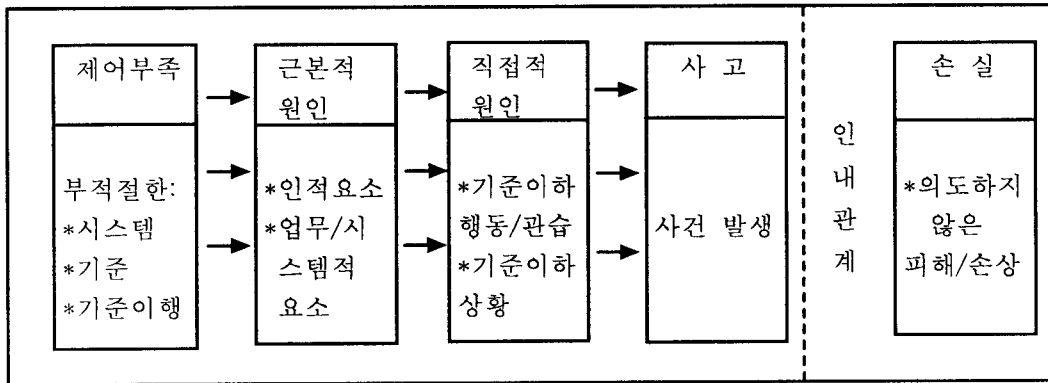 제어부족
부적절한:
*시스템
*기준
*기준이행
근본적
원인
*인적요소
*업무/시
스템적
요소
직접적
원인
*기준이하
행동/관습
*기준이하
상황
사 고
사건 발생
인
내
관
계
손 실
*의도하지
않은
피해/손상